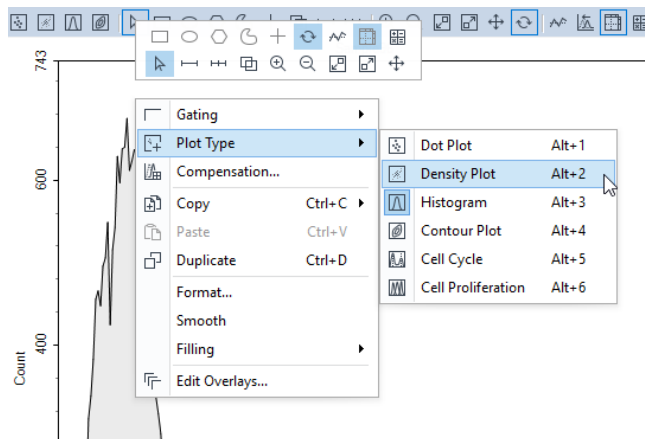 743
600
400
Count
Gating
Plot Type
Compensation...
Copy Ctrl+C
Paste Ctrl+V
Duplicate Ctrl+D
Format...
Smooth
Filling
Edit Overlays...
Dot Plot Alt+1
Density Plot Alt+2
Histogram Alt+3
Contour Plot Alt+4
Cell Cycle Alt+5
Cell Proliferation Alt+6